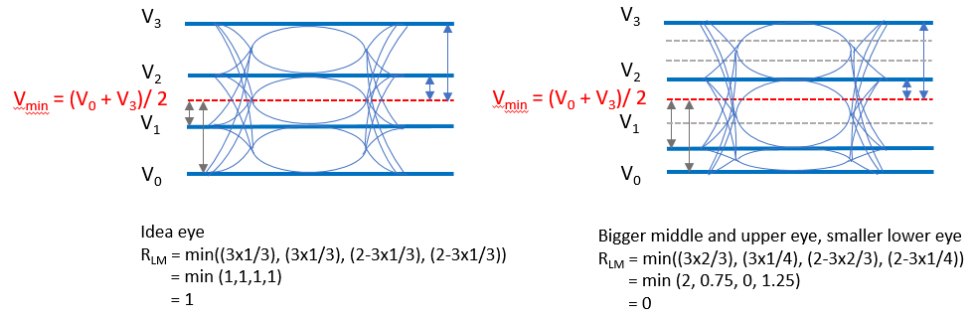 V3
V2
Vmin = (V0 + V3)/ 2
V1
V0
Idea eye
RLM = min((3x1/3), (3x1/3), (2-3x1/3), (2-3x1/3))
= min (1,1,1,1)
= 1
V3
V2
Vmin = (V0 + V3)/ 2
V1
V0
Bigger middle and upper eye, smaller lower eye
RLM = min((3x2/3), (3x1/4), (2-3x2/3), (2-3x1/4))
= min (2, 0.75, 0, 1.25)
= 0